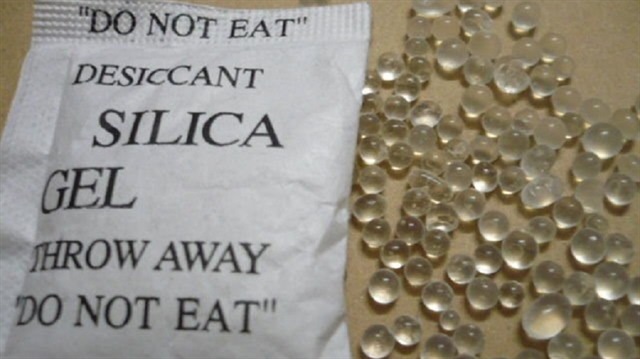 "DO NOT EAT"
DESICCANT
SILICA
GEL
THROW AWAY
"DO NOT EAT"